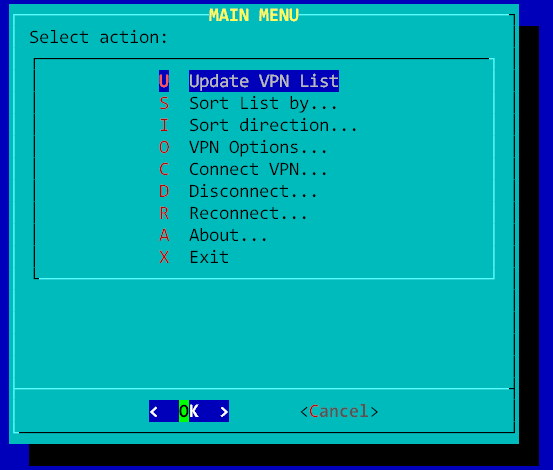 MAIN MENU
Select action:
U Update VPN List
S Sort List by...
I Sort direction...
O VPN Options...
C Connect VPN...
D Disconnect...
R Reconnect...
A About...
X Exit
< OK > <Cancel>